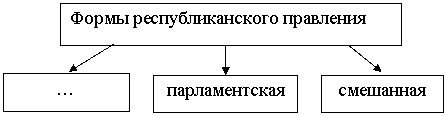 Формы республиканского правления
…
парламентская
смешанная